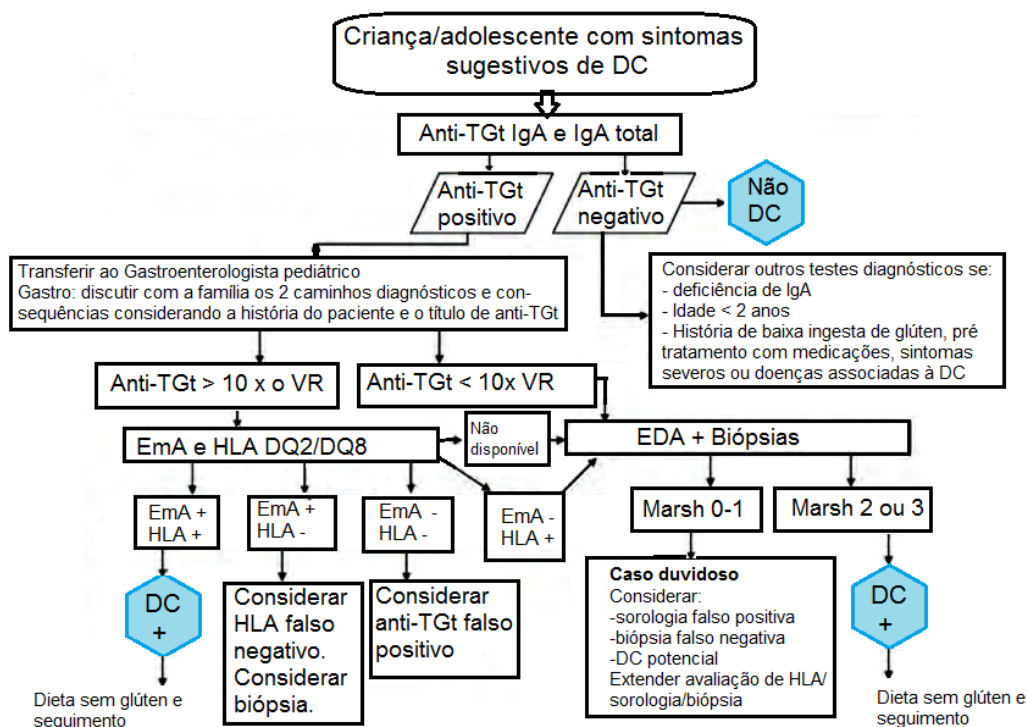 Criança/adolescente com sintomas
sugestivos de DC
Anti-TGt IgA e IgA total
Anti-TGt
positivo
Anti-TGt
negativo
Não
DC
Transferir ao Gastroenterologista pediátrico
Gastro: discutir com a família os 2 caminhos diagnósticos e con-
sequências considerando a história do paciente e o título de anti-TGt
Considerar outros testes diagnósticos se:
- deficiência de IgA
- Idade < 2 anos
- História de baixa ingesta de glúten, pré
tratamento com medicações, sintomas
severos ou doenças associadas à DC
Anti-TGt > 10 x o VR
Anti-TGt < 10x VR
EmA e HLA DQ2/DQ8
Não
disponível
EDA + Biópsias
EmA +
HLA +
EmA +
HLA -
EmA -
HLA -
EmA -
HLA +
Marsh 0-1
Marsh 2 ou 3
DC
+
Considerar
HLA falso
negativo.
Considerar
biópsia.
Considerar
anti-TGt falso
positivo
Caso duvidoso
Considerar:
-sorologia falso positiva
-biópsia falso negativa
-DC potencial
Extender avaliação de HLA/
sorologia/biópsia
DC
+
Dieta sem glúten e
seguimento
Dieta sem glúten e
seguimento